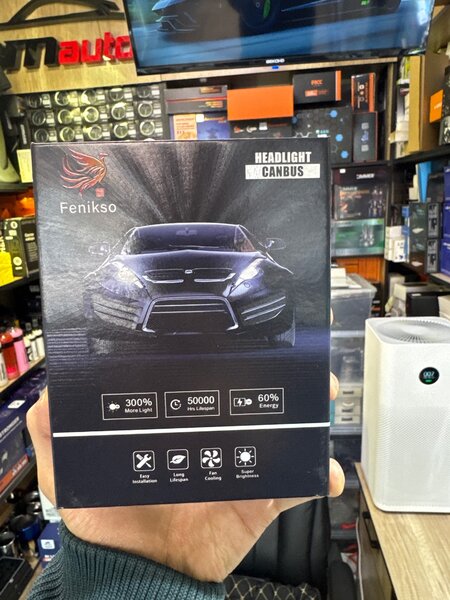 mauto
HEADLIGHT
CANBUS
Fenikso
300%
More Light
50000
Hrs Lifespan
60%
Energy
Easy
Installation
Long
Lifespan
Fan
Cooling
Super
Brightness